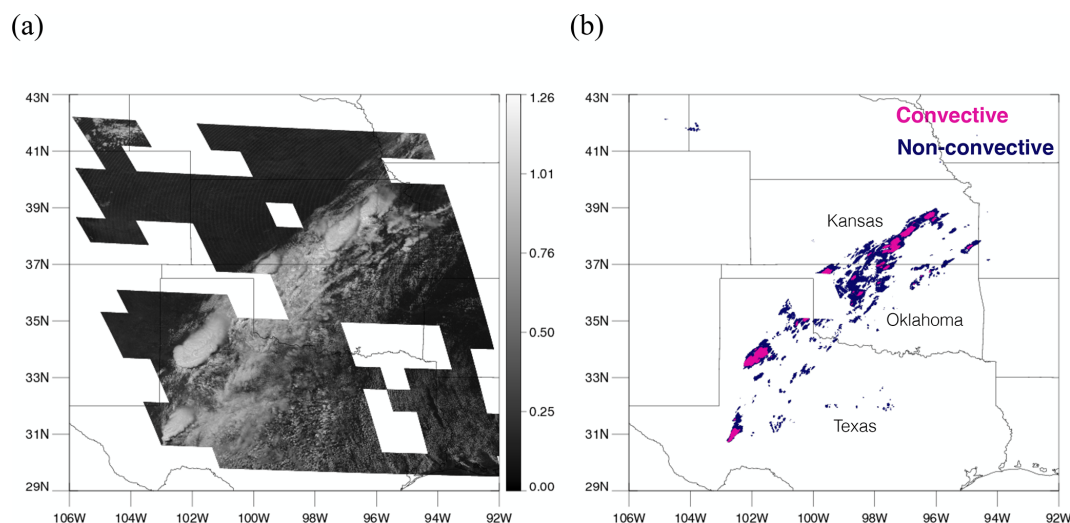 (a) (b)
43N
41N
39N
37N
35N
33N
31N
29N
106W 104W 102W 100W 98W 96W 94W 92W
1.26
1.01
0.76
0.50
0.25
0.00
43N
41N
39N
37N
35N
33N
31N
29N
Convective
Non-convective
Kansas
Oklahoma
Texas
106W 104W 102W 100W 98W 96W 94W 92W